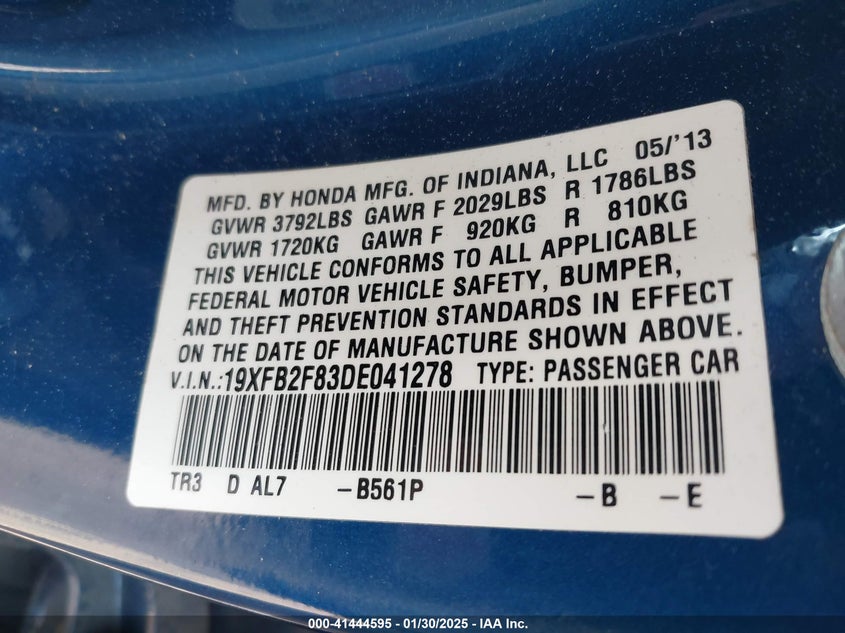 MFD. BY HONDA MFG. OF INDIANA, LLC 05/'13
GVWR 3792LBS GAWR F 2029LBS R 1786LBS
GVWR 1720KG GAWR F 920KG R 810KG
THIS VEHICLE CONFORMS TO ALL APPLICABLE
FEDERAL MOTOR VEHICLE SAFETY, BUMPER,
AND THEFT PREVENTION STANDARDS IN EFFECT
ON THE DATE OF MANUFACTURE SHOWN ABOVE.
V.I.N.:19XFB2F83DE041278 TYPE: PASSENGER CAR
TR3 D AL7 -B561P -B -E
000-41444595 - 01/30/2025 - IAA Inc.